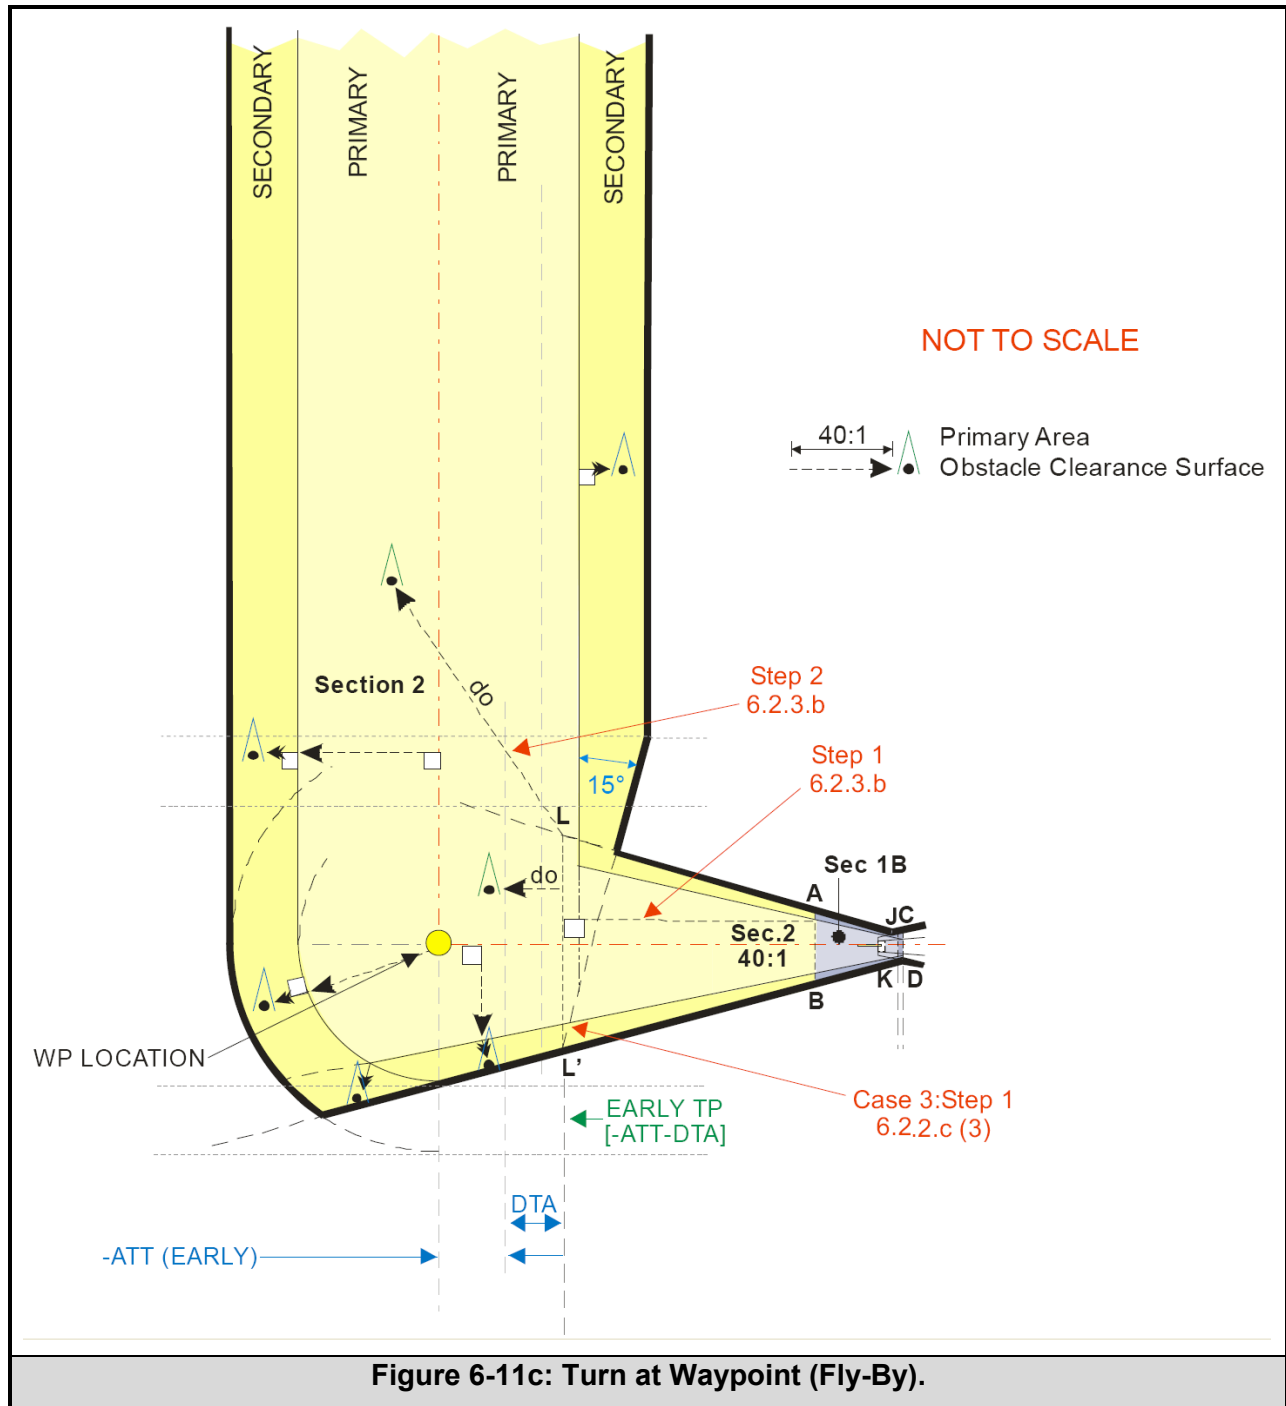 SECONDARY
PRIMARY
PRIMARY
SECONDARY
NOT TO SCALE
40:1
Primary Area
Obstacle Clearance Surface
Section 2
do
Step 2
6.2.3.b
Step 1
6.2.3.b
15°
L
do
Sec 1B
A
J C
Sec.2
40:1
K D
B
WP LOCATION
L’
EARLY TP
[-ATT-DTA]
Case 3:Step 1
6.2.2.c (3)
DTA
-ATT (EARLY)
Figure 6-11c: Turn at Waypoint (Fly-By).